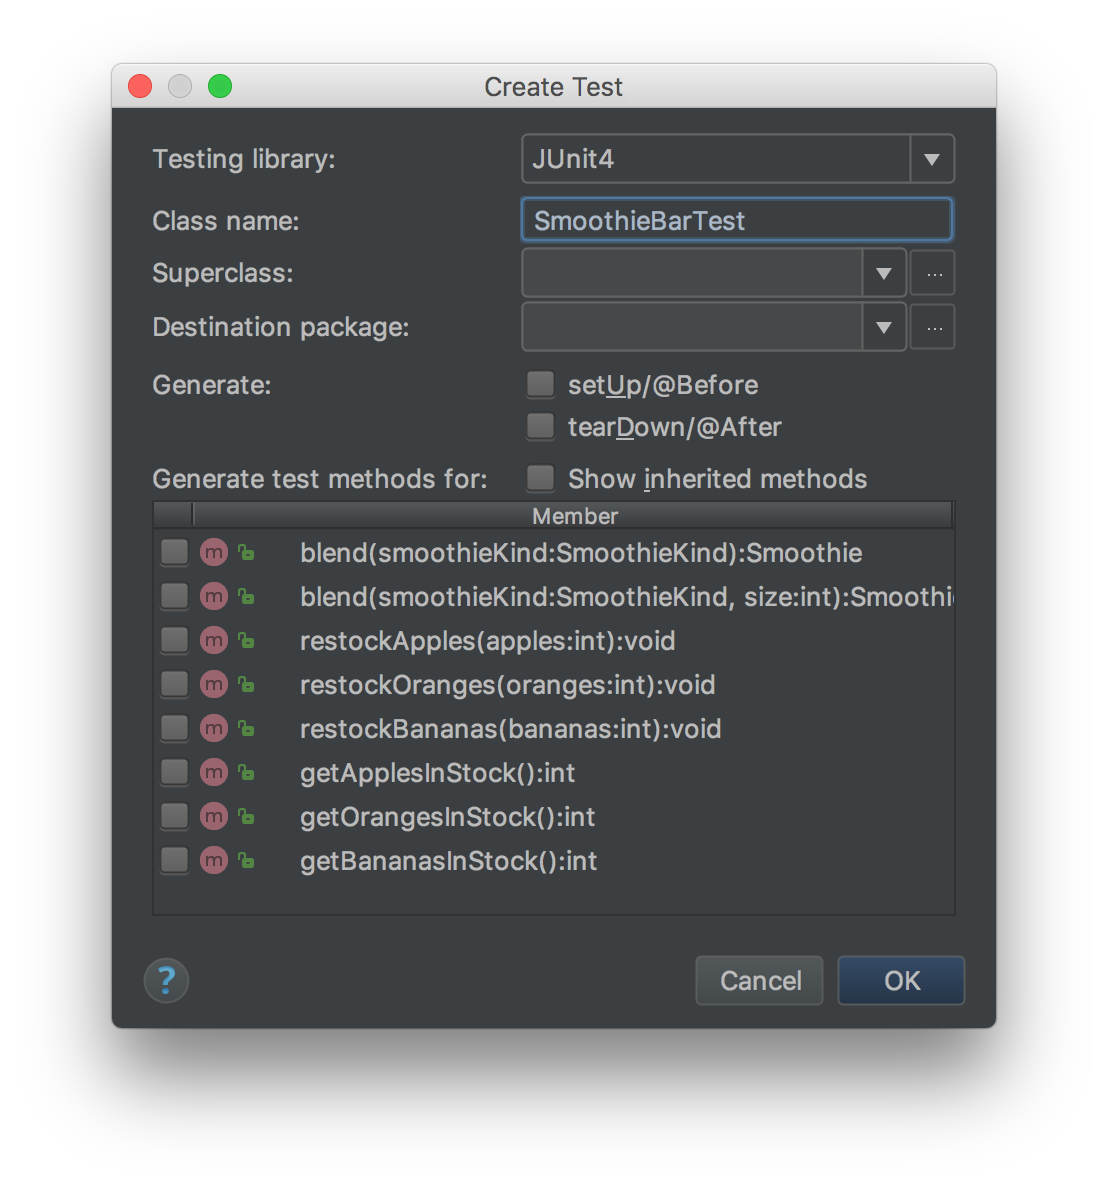 Create Test
Testing library: JUnit4
Class name: SmoothieBarTest
Superclass: ...
Destination package: ...
Generate: setUp/@Before
tearDown/@After
Generate test methods for: Show inherited methods
Member
m blend(smoothieKind:SmoothieKind):Smoothie
m blend(smoothieKind:SmoothieKind, size:int):Smoothi
m restockApples(apples:int):void
m restockOranges(oranges:int):void
m restockBananas(bananas:int):void
m getApplesInStock():int
m getOrangesInStock():int
m getBananasInStock():int
? Cancel OK